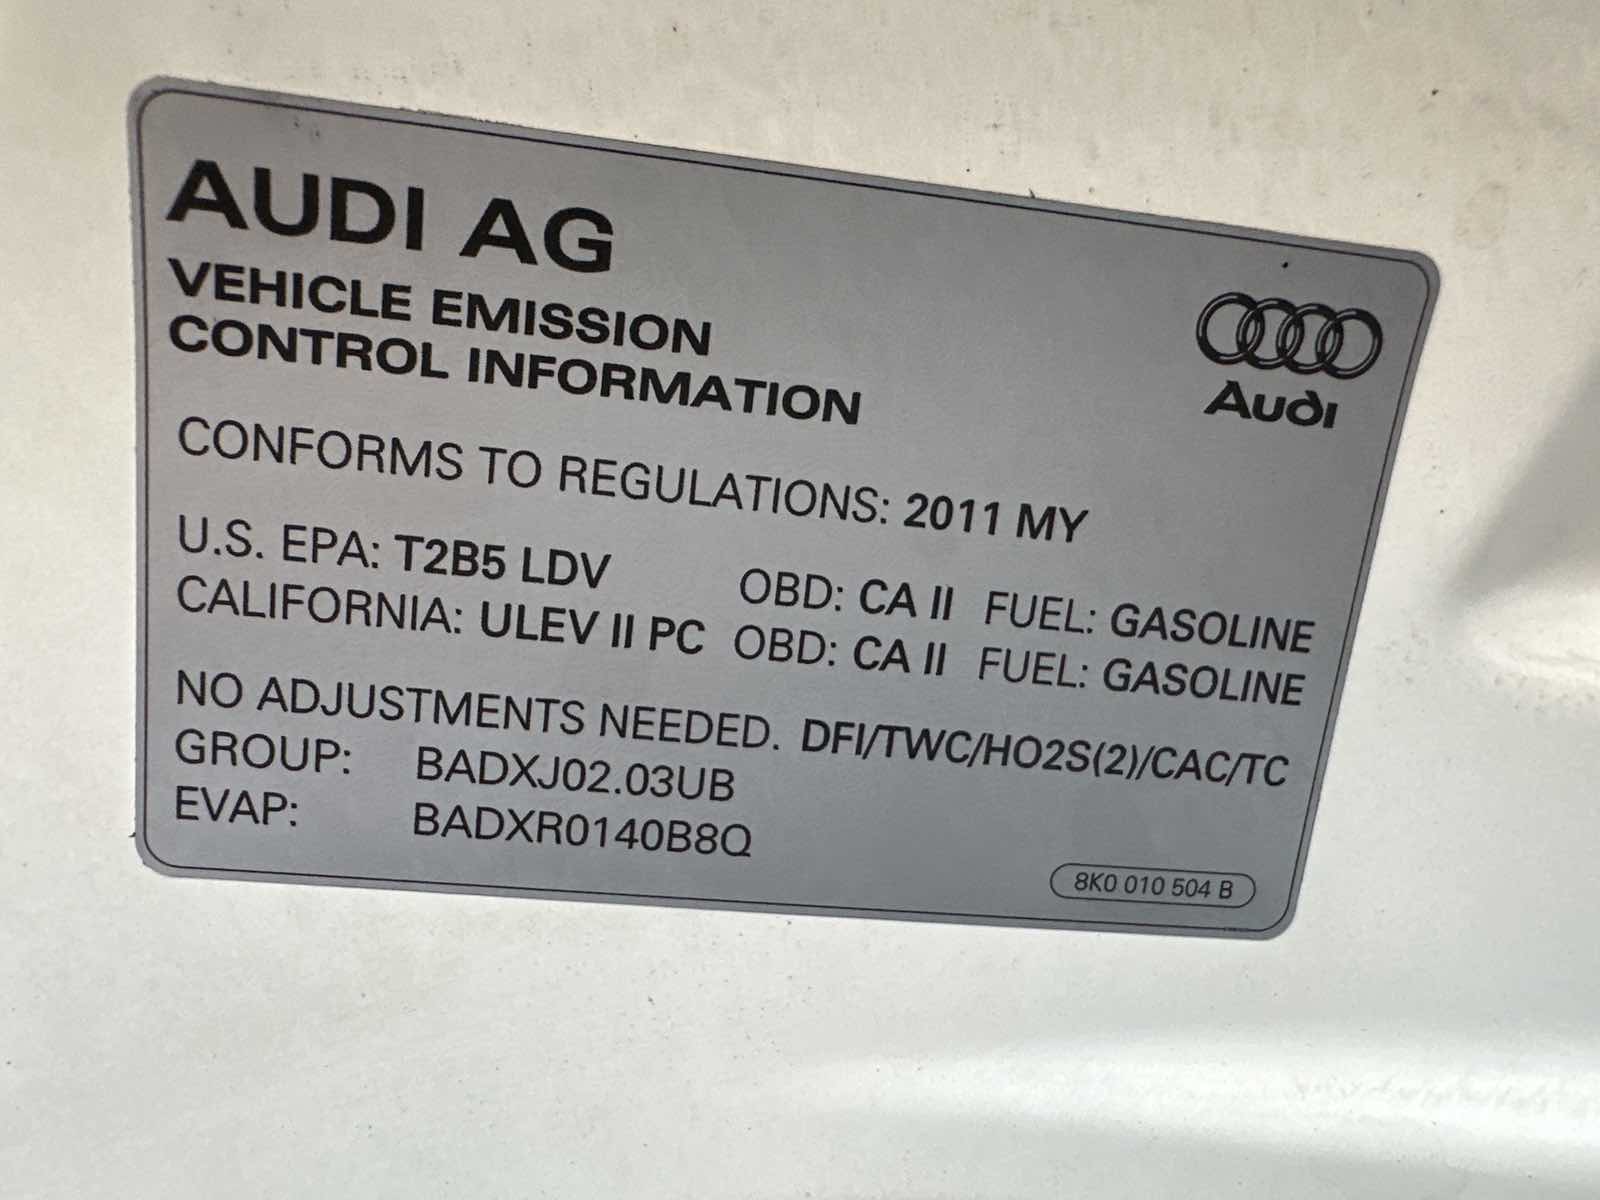 AUDI AG
VEHICLE EMISSION
CONTROL INFORMATION
Audi
CONFORMS TO REGULATIONS: 2011 MY
U.S. EPA: T2B5 LDV OBD: CA II FUEL: GASOLINE
CALIFORNIA: ULEV II PC OBD: CA II FUEL: GASOLINE
NO ADJUSTMENTS NEEDED. DFI/TWC/HO2S(2)/CAC/TC
GROUP: BADXJ02.03UB
EVAP: BADXR0140B8Q
8K0 010 504 B